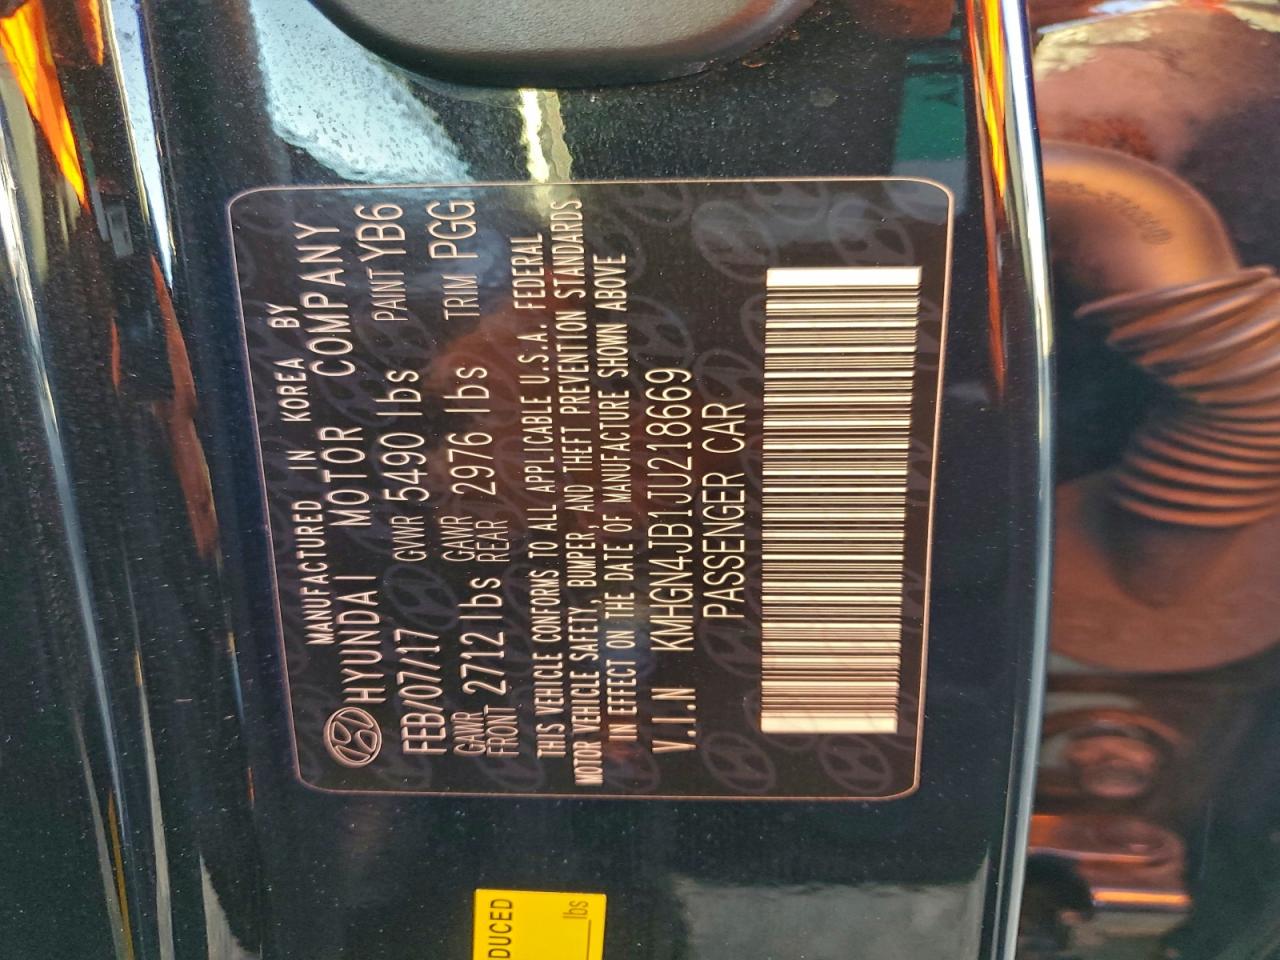 MANUFACTURED IN KOREA BY
HYUNDAI MOTOR COMPANY
FEB/07/17 GVWR 5490 lbs PAINT YB6
GAWR FRONT 2712 lbs GAWR REAR 2976 lbs TRIM PGG
THIS VEHICLE CONFORMS TO ALL APPLICABLE U.S.A. FEDERAL
MOTOR VEHICLE SAFETY, BUMPER, AND THEFT PREVENTION STANDARDS
IN EFFECT ON THE DATE OF MANUFACTURE SHOWN ABOVE
V.I.N KMHGN4JB1JU218669
PASSENGER CAR
DUCED
lbs